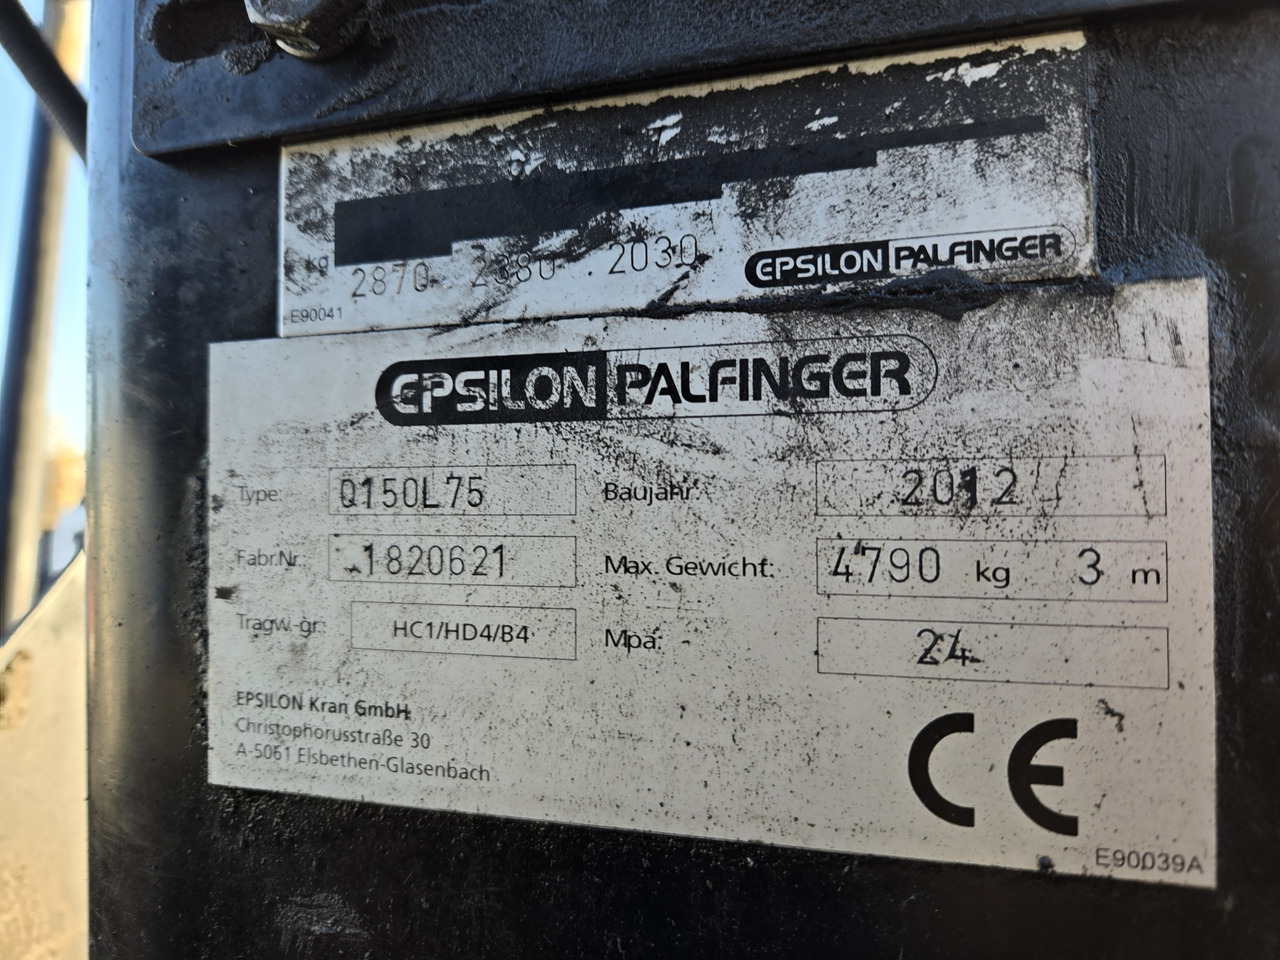 kg 2870 2380 2030
EPSILON PALFINGER
E90041
EPSILON PALFINGER
Type: Q150L75 Baujahr: 2012
Fabr.Nr. 1820621 Max. Gewicht: 4790 kg 3 m
Tragw.-gr: HC1/HD4/B4 Mpa: 24
EPSILON Kran GmbH
Christophorusstraße 30
A-5061 Elsbethen-Glasenbach
CE
E90039A